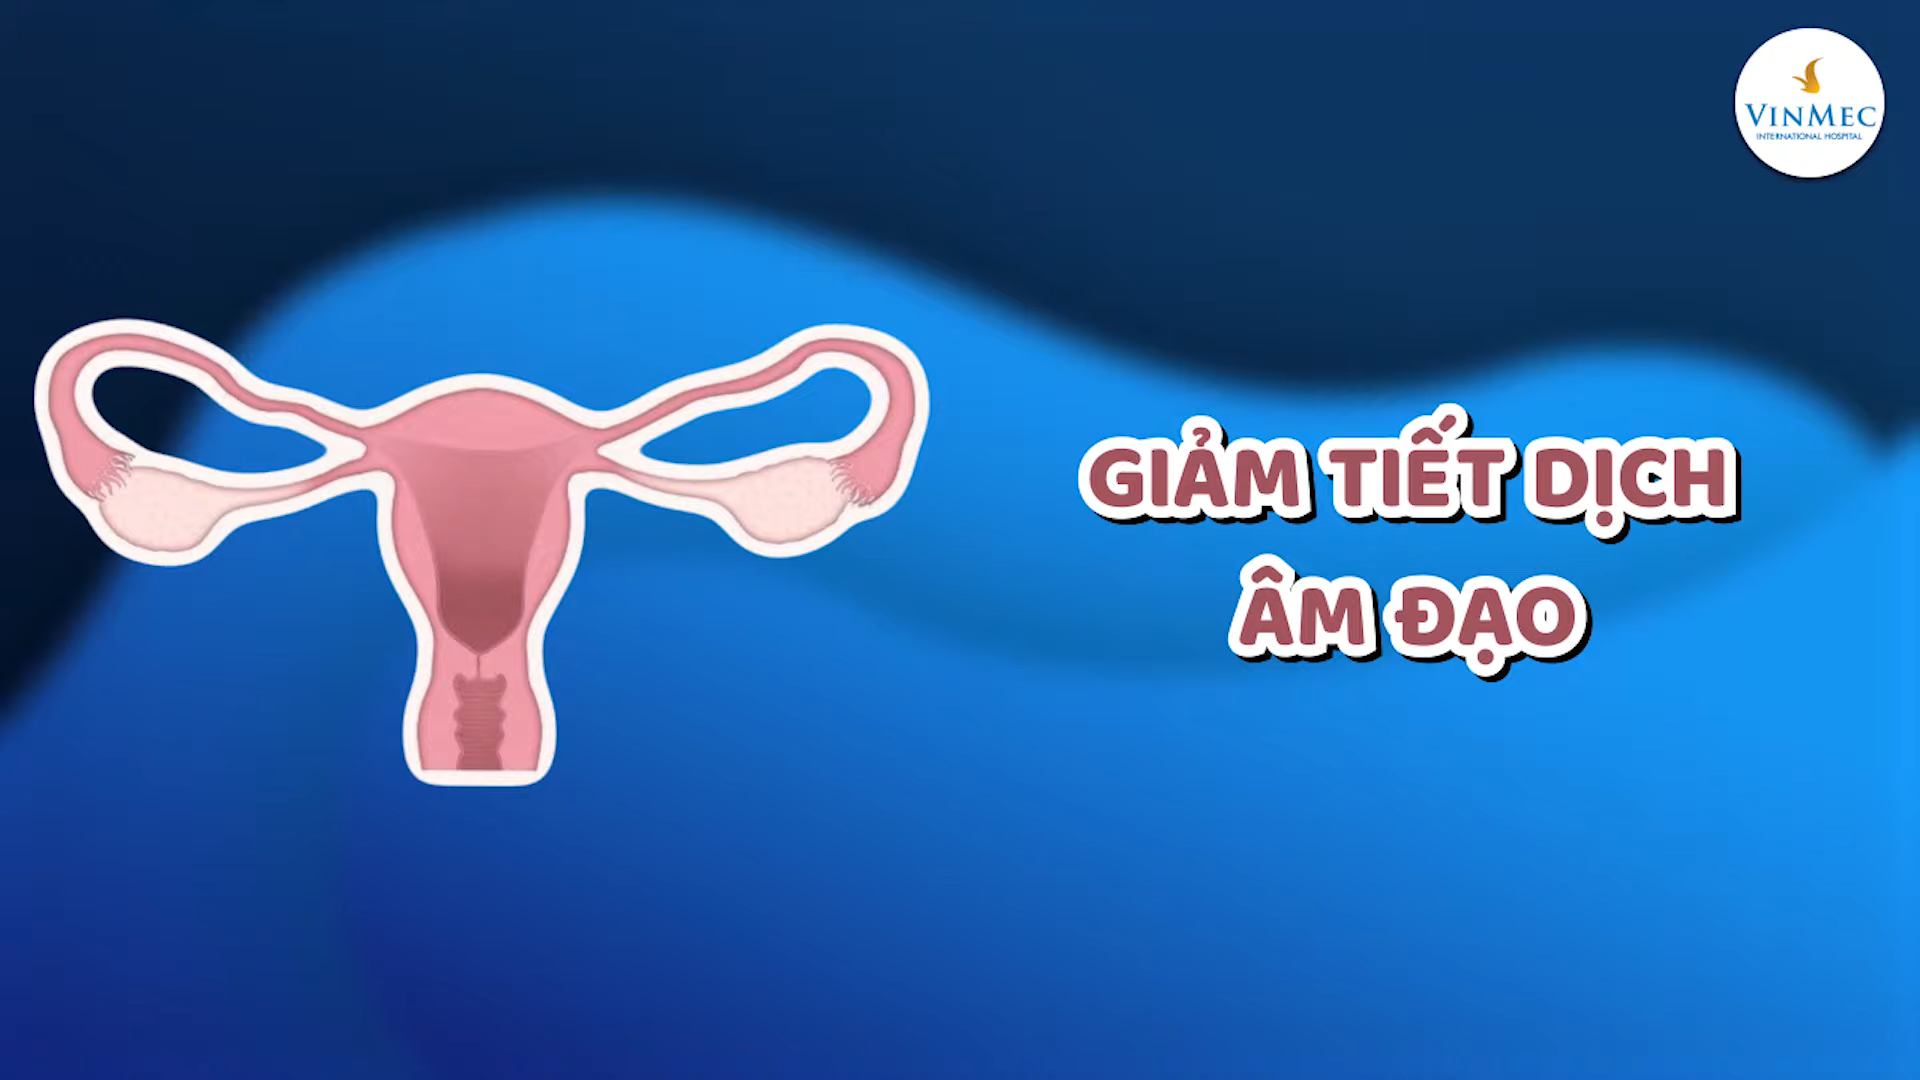 VINMEC
INTERNATIONAL HOSPITAL
GIẢM TIẾT DỊCH
ÂM ĐẠO